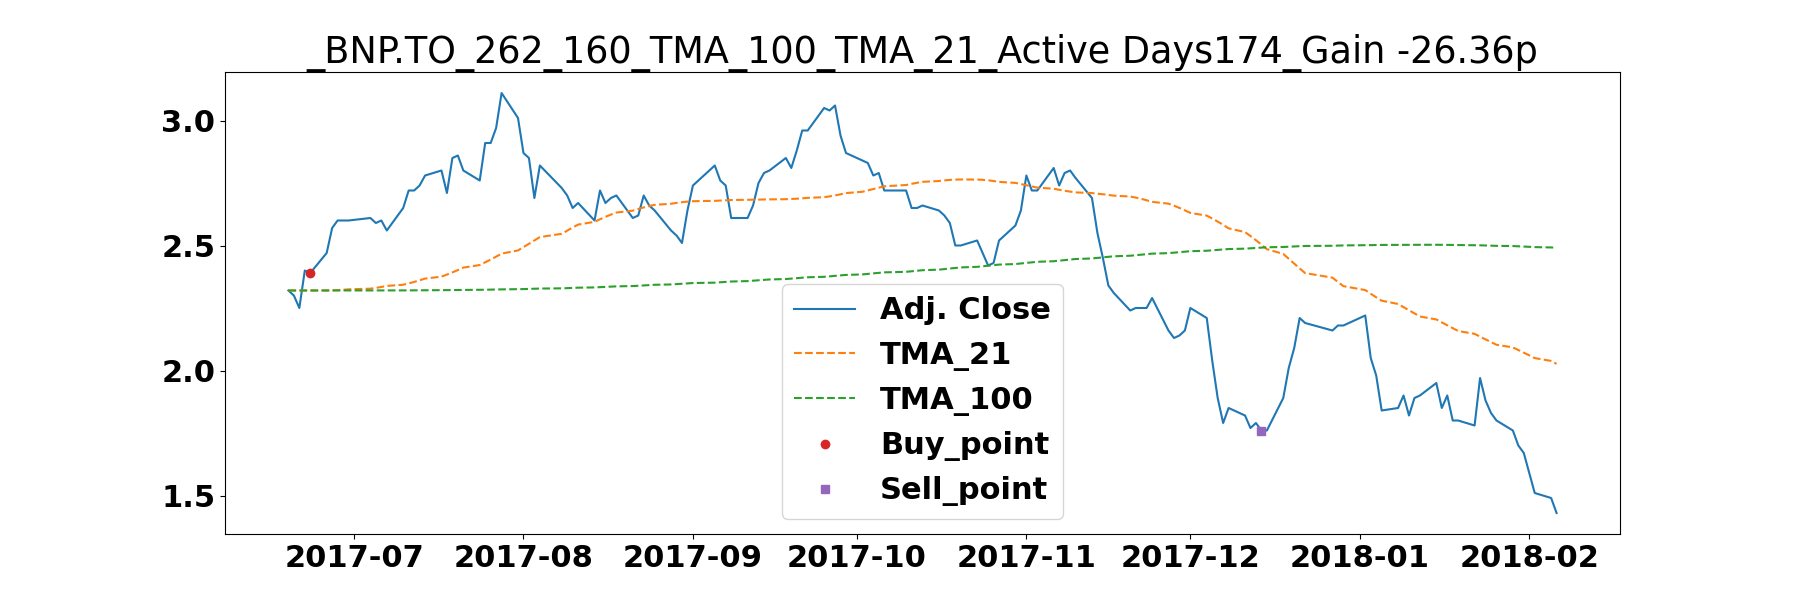 _BNP.TO_262_160_TMA_100_TMA_21_Active Days174_Gain -26.36p
3.0
2.5
2.0
1.5
Adj. Close
TMA_21
TMA_100
Buy_point
Sell_point
2017-07 2017-08 2017-09 2017-10 2017-11 2017-12 2018-01 2018-02